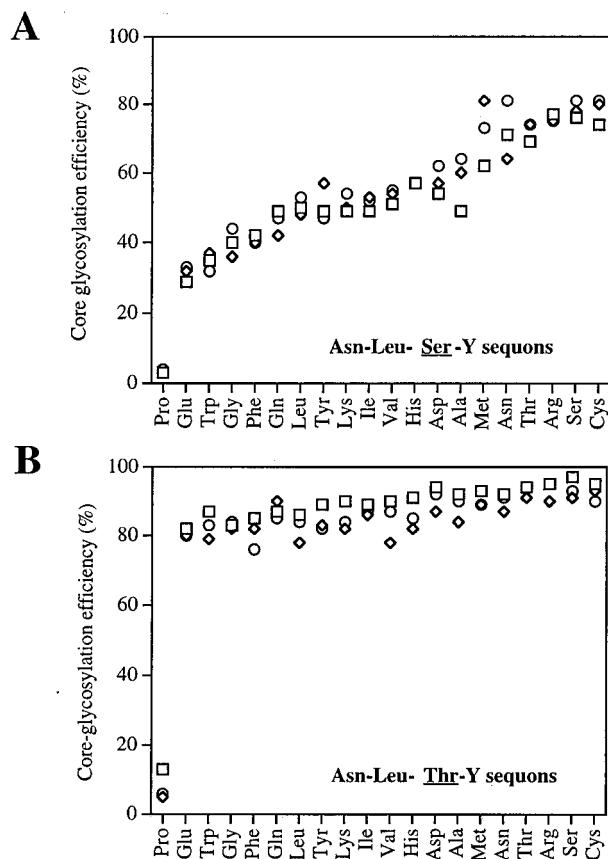 A
Core glycosylation efficiency (%)
100
80
60
40
20
0
Asn-Leu- Ser -Y sequons
Pro
Glu
Trp
Gly
Phe
Gln
Leu
Tyr
Lys
Ile
Val
His
Asp
Ala
Met
Asn
Thr
Arg
Ser
Cys
B
Core-glycosylation efficiency (%)
100
80
60
40
20
0
Asn-Leu- Thr-Y sequons
Pro
Glu
Trp
Gly
Phe
Gln
Leu
Tyr
Lys
Ile
Val
His
Asp
Ala
Met
Asn
Thr
Arg
Ser
Cys